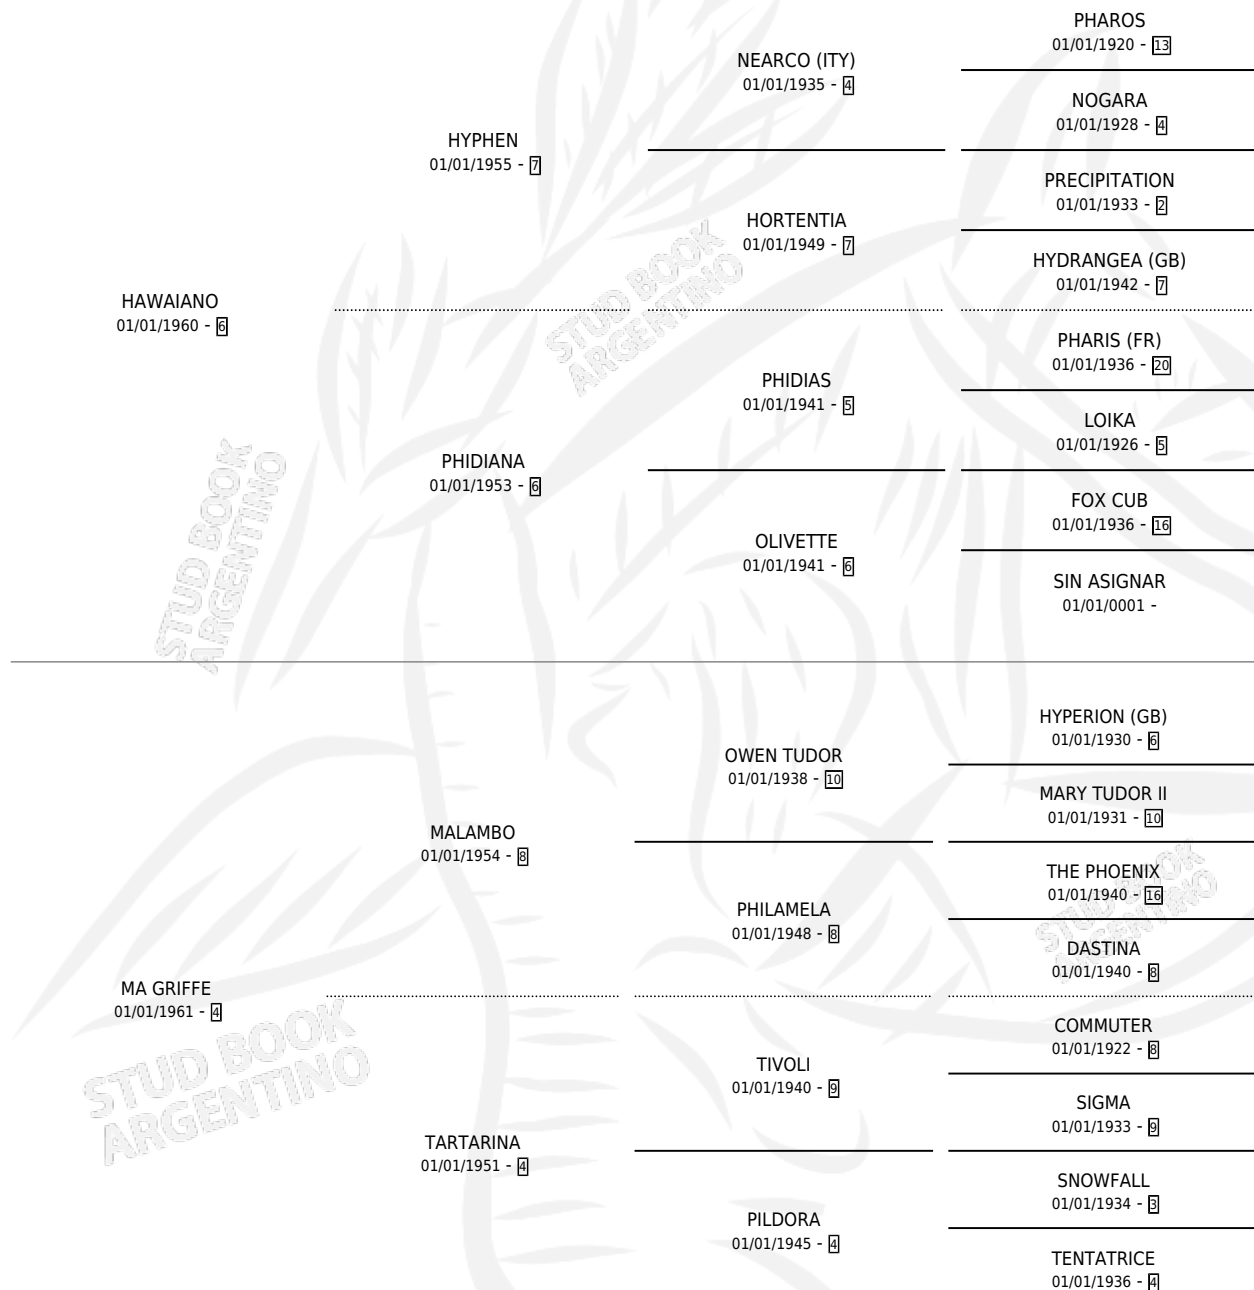 PHAROS
01/01/1920 - 13
NEARCO (ITY)
01/01/1935 - 4
NOGARA
01/01/1928 - 4
HYPHEN
01/01/1955 - 7
PRECIPITATION
01/01/1933 - 2
HORTENTIA
01/01/1949 - 7
HYDRANGEA (GB)
01/01/1942 - 7
HAWAIANO
01/01/1960 - 6
PHARIS (FR)
01/01/1936 - 20
PHIDIAS
01/01/1941 - 5
LOIKA
01/01/1926 - 5
PHIDIANA
01/01/1953 - 6
FOX CUB
01/01/1936 - 16
OLIVETTE
01/01/1941 - 6
SIN ASIGNAR
01/01/0001 -
HYPERION (GB)
01/01/1930 - 6
OWEN TUDOR
01/01/1938 - 10
MARY TUDOR II
01/01/1931 - 10
MALAMBO
01/01/1954 - 8
THE PHOENIX
01/01/1940 - 16
PHILAMELA
01/01/1948 - 8
DASTINA
01/01/1940 - 8
MA GRIFFE
01/01/1961 - 4
COMMUTER
01/01/1922 - 8
TIVOLI
01/01/1940 - 9
SIGMA
01/01/1933 - 9
TARTARINA
01/01/1951 - 4
SNOWFALL
01/01/1934 - 3
PILDORA
01/01/1945 - 4
TENTATRICE
01/01/1936 - 4
STUD BOOK
ARGENTINO
STUD BOOK
ARGENTINO
STUD BOOK
ARGENTINO
STUD BOOK
ARGENTINO